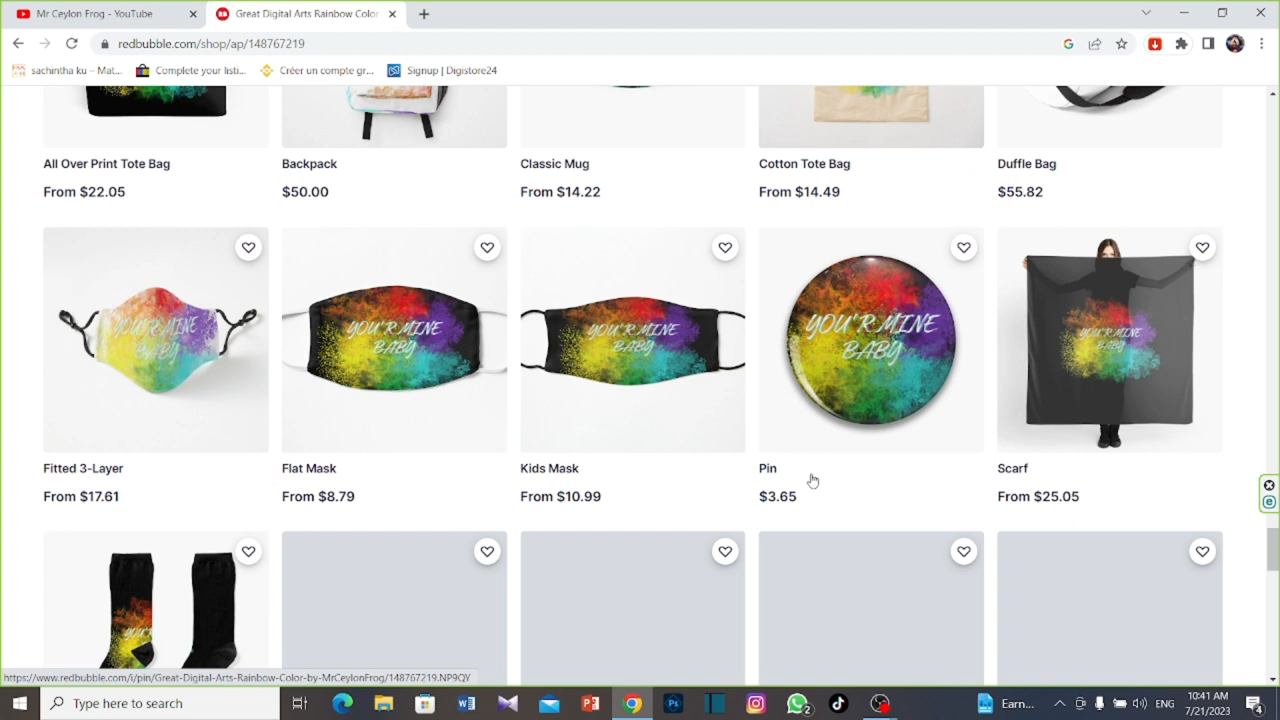 Mr Ceylon Frog - YouTube
Great Digital Arts Rainbow Color
redbubble.com/shop/ap/148767219
sachintha ku – Mat...
Complete your listi...
Créer un compte gr...
Signup | Digistore24
All Over Print Tote Bag
Backpack
Classic Mug
Cotton Tote Bag
Duffle Bag
From $22.05
$50.00
From $14.22
From $14.49
$55.82
YOU'R MINE
BABY
YOU'R MINE
BABY
YOU'R MINE
BABY
YOU'R MINE
BABY
YOU'R MINE
BABY
Fitted 3-Layer
Flat Mask
Kids Mask
Pin
Scarf
From $17.61
From $8.79
From $10.99
$3.65
From $25.05
https://www.redbubble.com/i/pin/Great-Digital-Arts-Rainbow-Color-by-MrCeylonFrog/148767219.NP9QY
Type here to search
Earn...
ENG
10:41 AM
7/21/2023